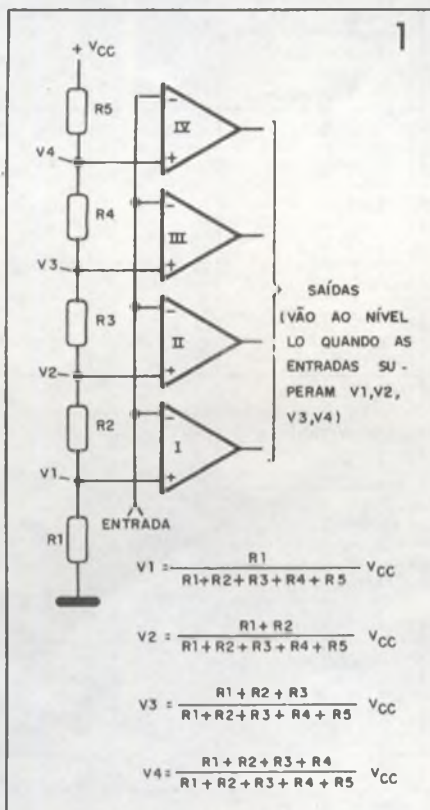 1
+ VCC
R5
IV
V4
R4
III
V3
R3
II
V2
R2
I
V1
R1
ENTRADA
SAÍDAS
(VÃO AO NÍVEL
LO QUANDO AS
ENTRADAS SU-
PERAM V1,V2,
V3,V4)
V1 = R1 / R1+R2+R3+R4+R5 VCC
V2 = R1+R2 / R1+R2+R3+R4+R5 VCC
V3 = R1+R2+R3 / R1+R2+R3+R4+R5 VCC
V4 = R1+R2+R3+R4 / R1+R2+R3+R4+R5 VCC